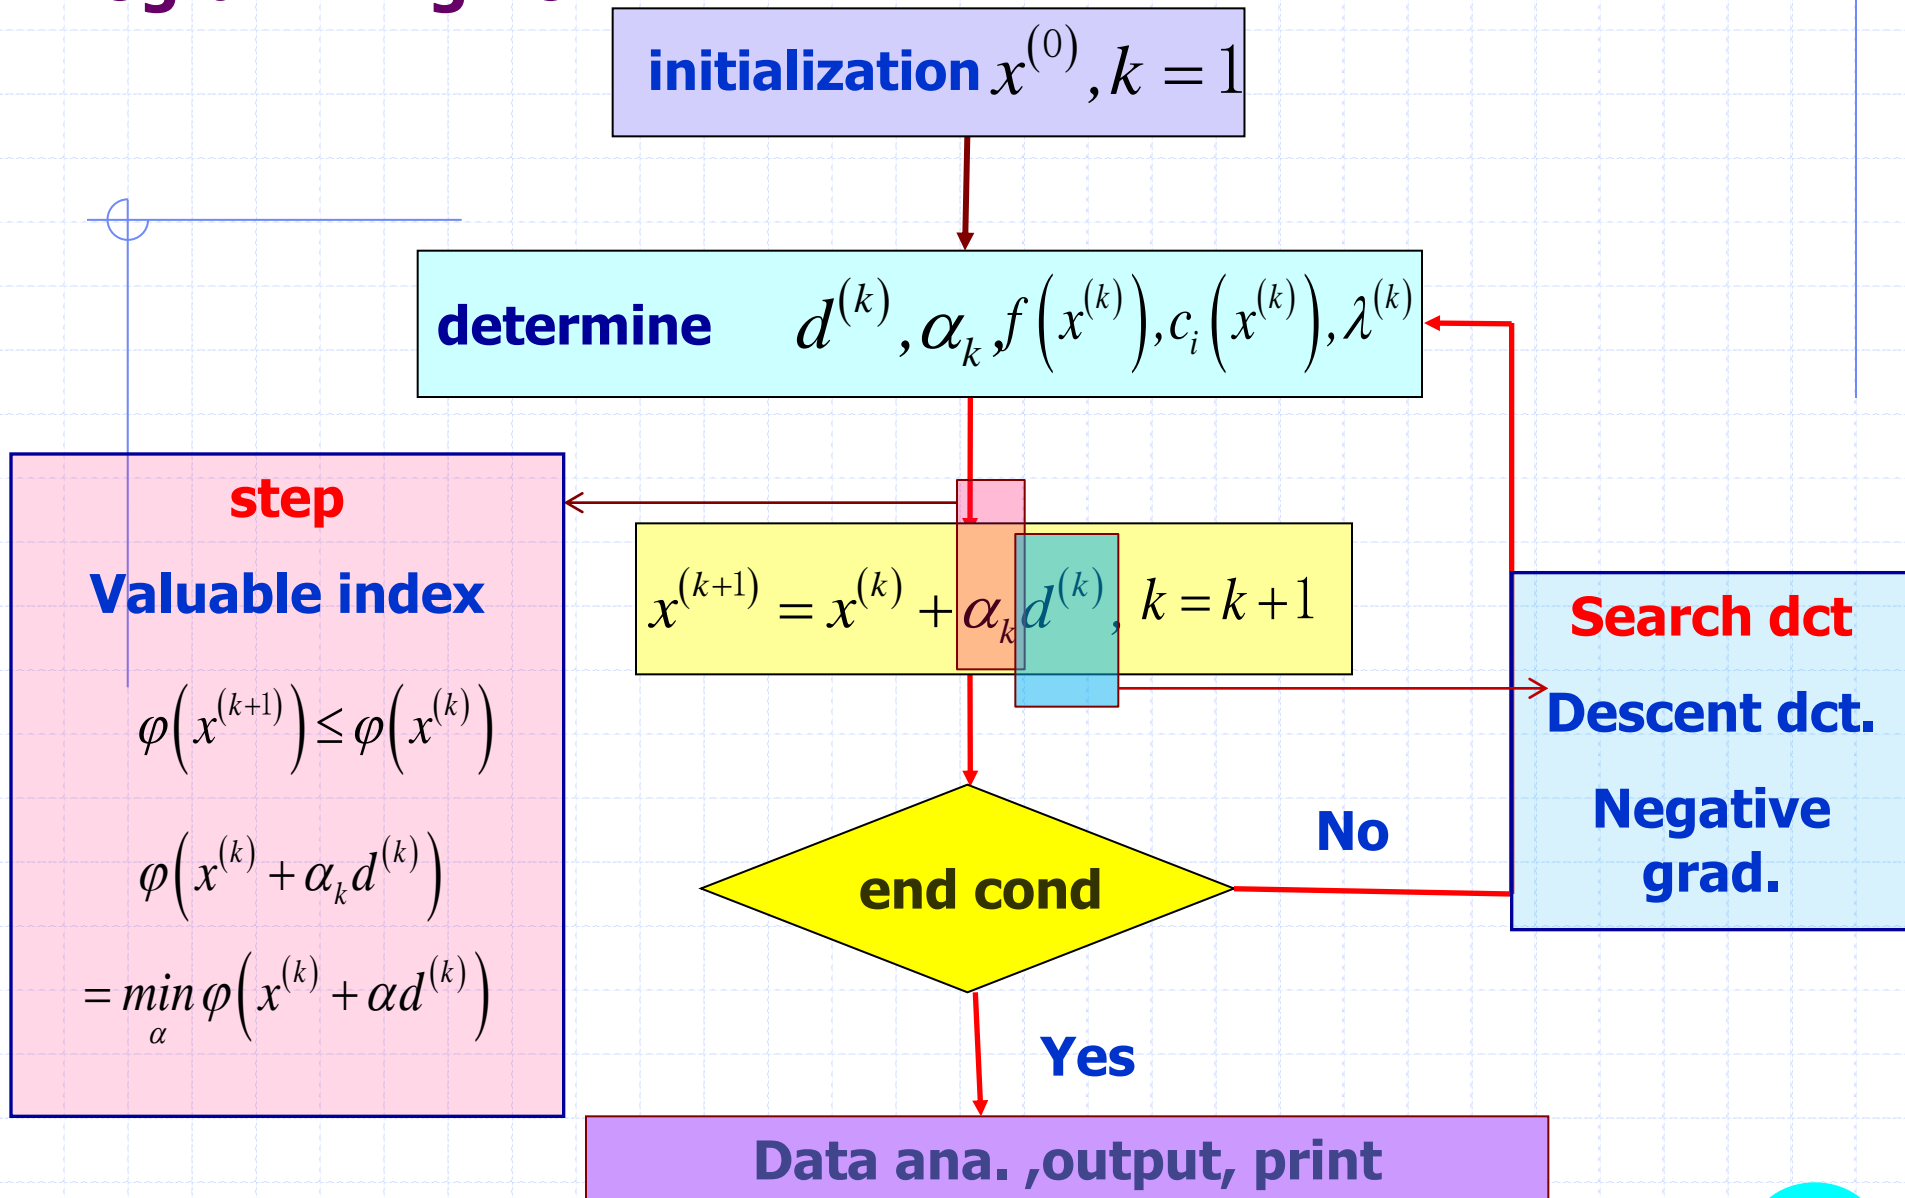 initialization x^(0), k = 1
determine d^(k), α_k, f(x^(k)), c_i(x^(k)), λ^(k)
step
Valuable index
φ(x^(k+1)) ≤ φ(x^(k))
φ(x^(k) + α_k d^(k))
= min_α φ(x^(k) + αd^(k))
x^(k+1) = x^(k) + α_k d^(k), k = k + 1
Search dct
Descent dct.
Negative
grad.
No
end cond
Yes
Data ana. ,output, print